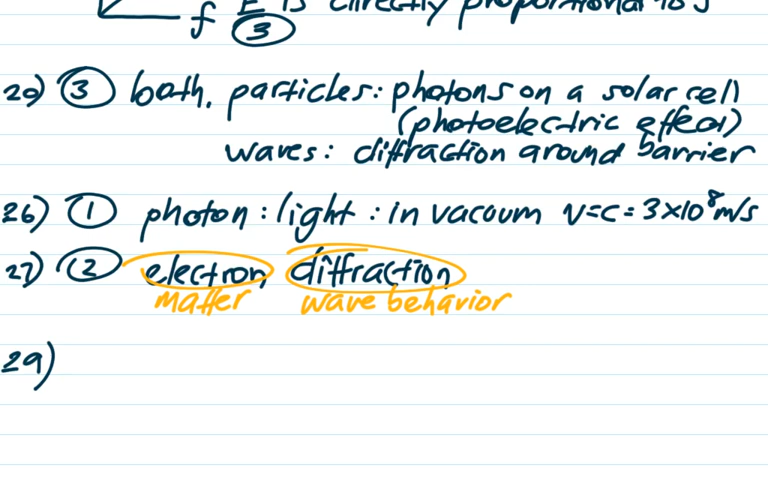 f E is directly proportional to f
③
20) ③ both, particles: photons on a solar cell
(photoelectric effect)
waves: diffraction around barrier
26) ① photon: light: in vacuum v=c=3×10⁸m/s
27) ② electron diffraction
matter wave behavior
29)